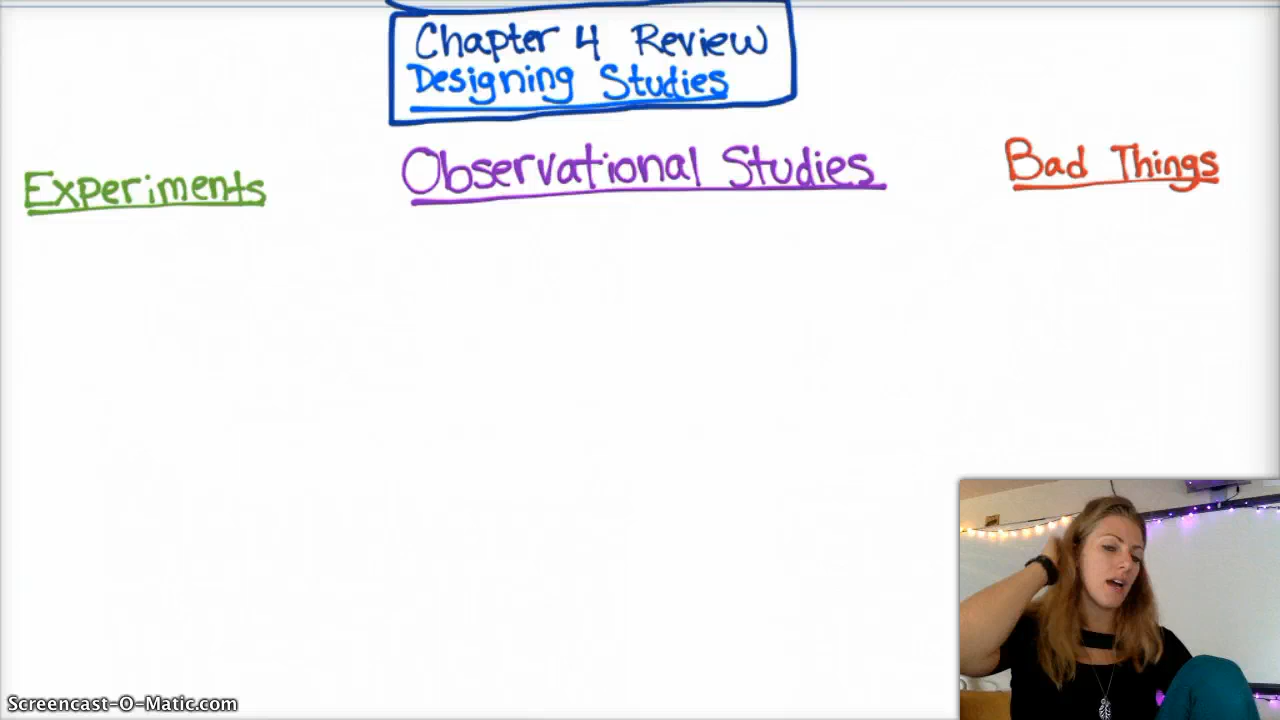 Chapter 4 Review
Designing Studies
Experiments
Observational Studies
Bad Things
Screencast-O-Matic.com